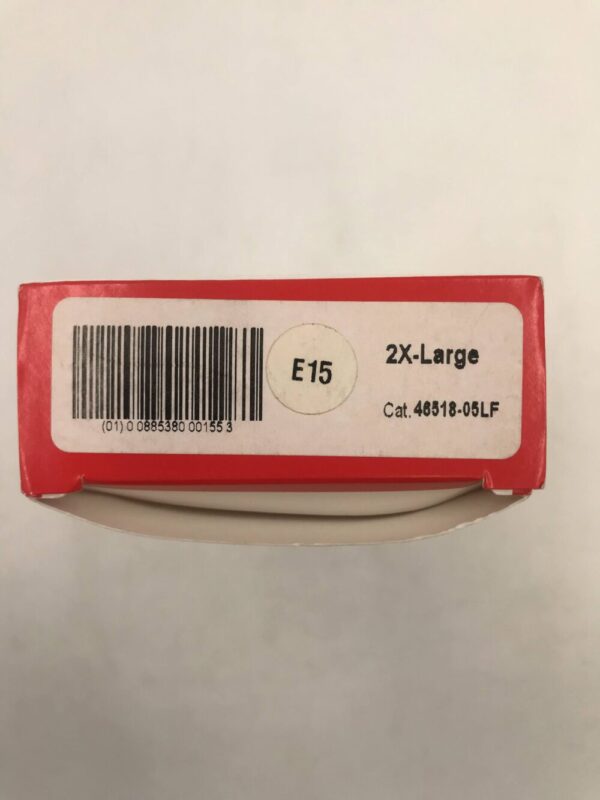 (01) 0 0885380 00155 3
E15
2X-Large
Cat. 46518-05LF